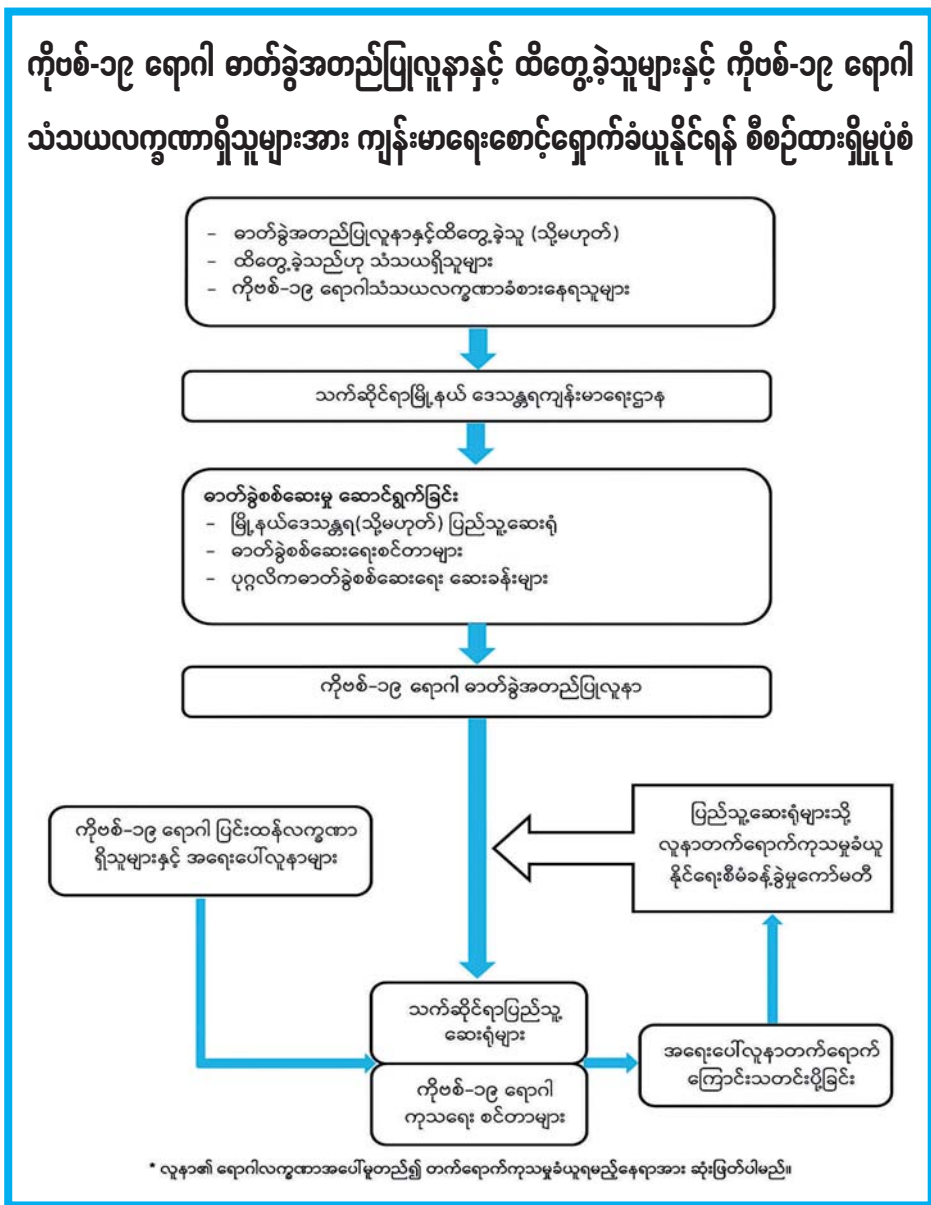 ကိုဗစ်-၁၉ ရောဂါ ဓာတ်ခွဲအတည်ပြုလူနာနှင့် ထိတွေ့ခဲ့သူများနှင့် ကိုဗစ်-၁၉ ရောဂါ
သံသယလက္ခဏာရှိသူများအား ကျန်းမာရေးစောင့်ရှောက်ခံယူနိုင်ရန် စီစဉ်ထားရှိမှုပုံစံ
– ဓာတ်ခွဲအတည်ပြုလူနာနှင့်ထိတွေ့ခဲ့သူ (သို့မဟုတ်)
– ထိတွေ့ခဲ့သည်ဟု သံသယရှိသူများ
– ကိုဗစ်–၁၉ ရောဂါသံသယလက္ခဏာခံစားနေရသူများ
သက်ဆိုင်ရာမြို့နယ် ဒေသန္တရကျန်းမာရေးဌာန
ဓာတ်ခွဲစစ်ဆေးမှု ဆောင်ရွက်ခြင်း
– မြို့နယ်ဒေသန္တရ(သို့မဟုတ်) ပြည်သူ့ဆေးရုံ
– ဓာတ်ခွဲစစ်ဆေးရေးစင်တာများ
– ပုဂ္ဂလိကဓာတ်ခွဲစစ်ဆေးရေး ဆေးခန်းများ
ကိုဗစ်–၁၉ ရောဂါ ဓာတ်ခွဲအတည်ပြုလူနာ
ကိုဗစ်–၁၉ ရောဂါ ပြင်းထန်လက္ခဏာ
ရှိသူများနှင့် အရေးပေါ်လူနာများ
ပြည်သူ့ဆေးရုံများသို့
လူနာတက်ရောက်ကုသမှုခံယူ
နိုင်ရေးစီမံခန့်ခွဲမှုကော်မတီ
သက်ဆိုင်ရာပြည်သူ့
ဆေးရုံများ
ကိုဗစ်–၁၉ ရောဂါ
ကုသရေး စင်တာများ
အရေးပေါ်လူနာတက်ရောက်
ကြောင်းသတင်းပို့ခြင်း
* လူနာ၏ ရောဂါလက္ခဏာအပေါ်မူတည်၍ တက်ရောက်ကုသမှုခံယူရမည့်နေရာအား ဆုံးဖြတ်ပါမည်။